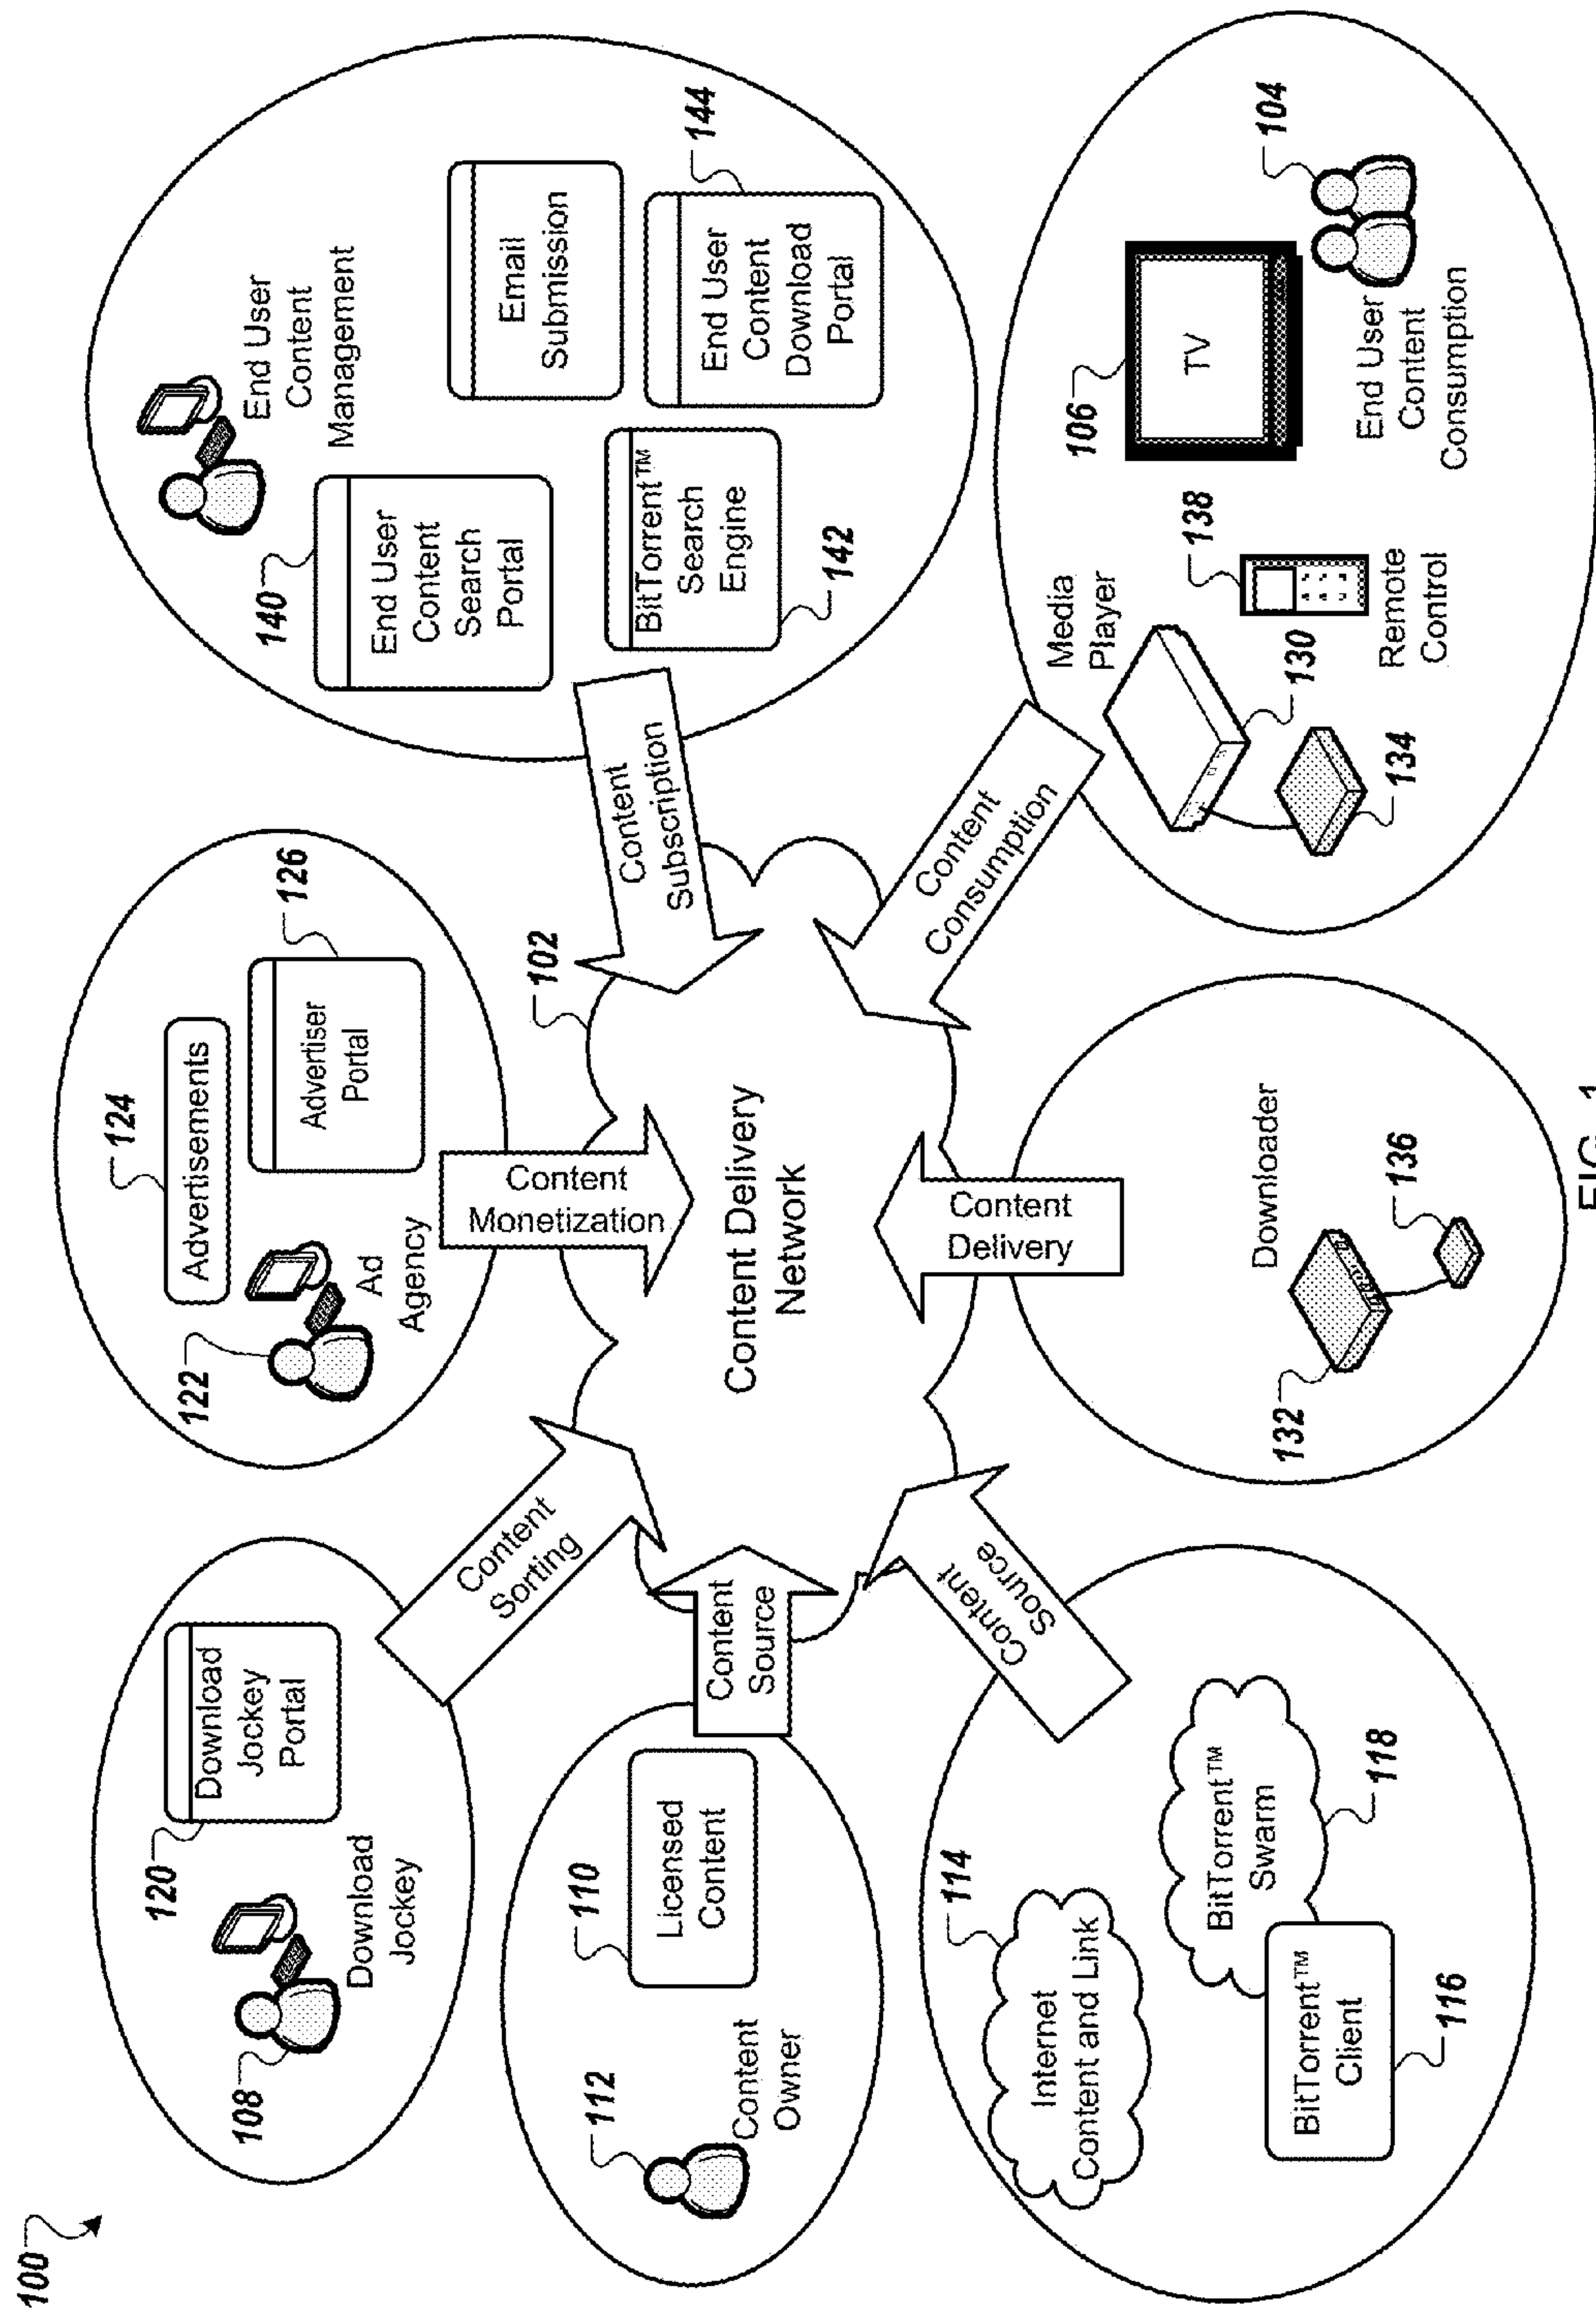 100
108
Download
Jockey
120
Download
Jockey
Portal
Content
Sorting
122
Ad
Agency
124
Advertisements
126
Advertiser
Portal
Content
Monetization
End User
Content
Management
140
End User
Content
Search
Portal
Email
Submission
BitTorrent™
Search
Engine
142
144
End User
Content
Download
Portal
Content
Subscription
112
Content
Owner
110
Licensed
Content
Content
Source
102
Content Delivery
Network
114
Internet
Content and Link
BitTorrent™
Swarm
118
BitTorrent™
Client
116
Content
Source
Content
Delivery
Downloader
132
136
Content
Consumption
Media
Player
130
134
138
Remote
Control
106
TV
104
End User
Content
Consumption
FIG. 1